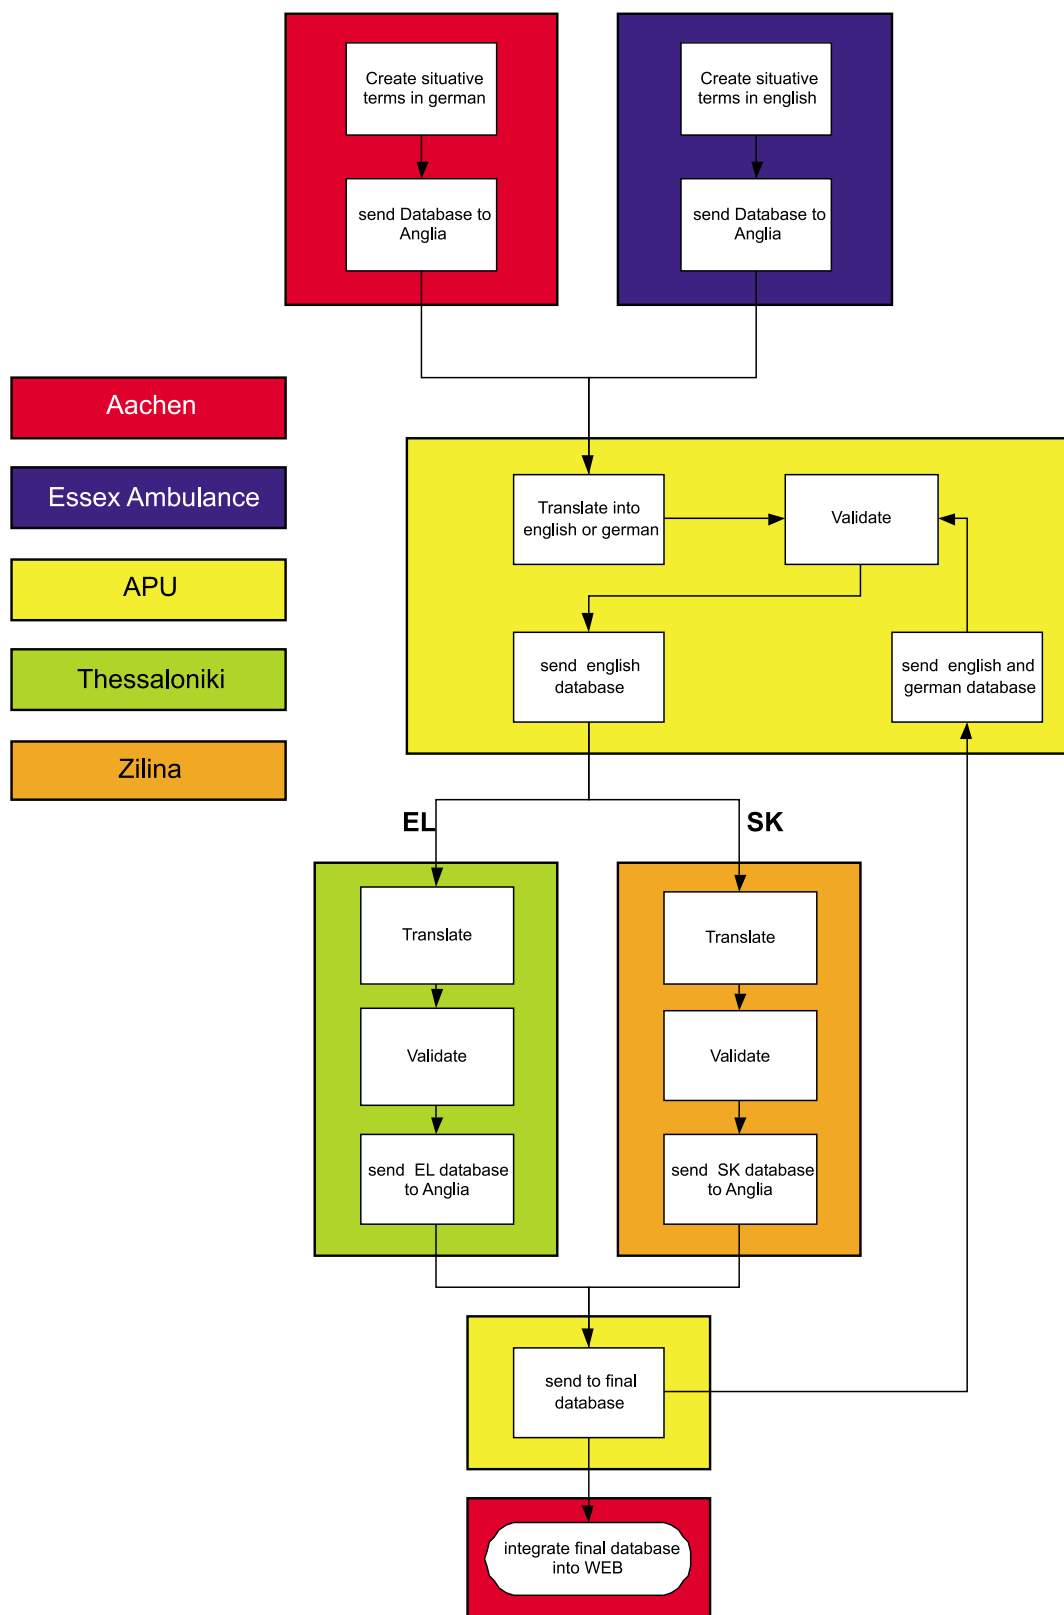 Create situative
terms in german
Create situative
terms in english
send Database to
Anglia
send Database to
Anglia
Aachen
Essex Ambulance
APU
Thessaloniki
Zilina
Translate into
english or german
Validate
send english
database
send english and
german database
EL
SK
Translate
Translate
Validate
Validate
send EL database
to Anglia
send SK database
to Anglia
send to final
database
integrate final database
into WEB